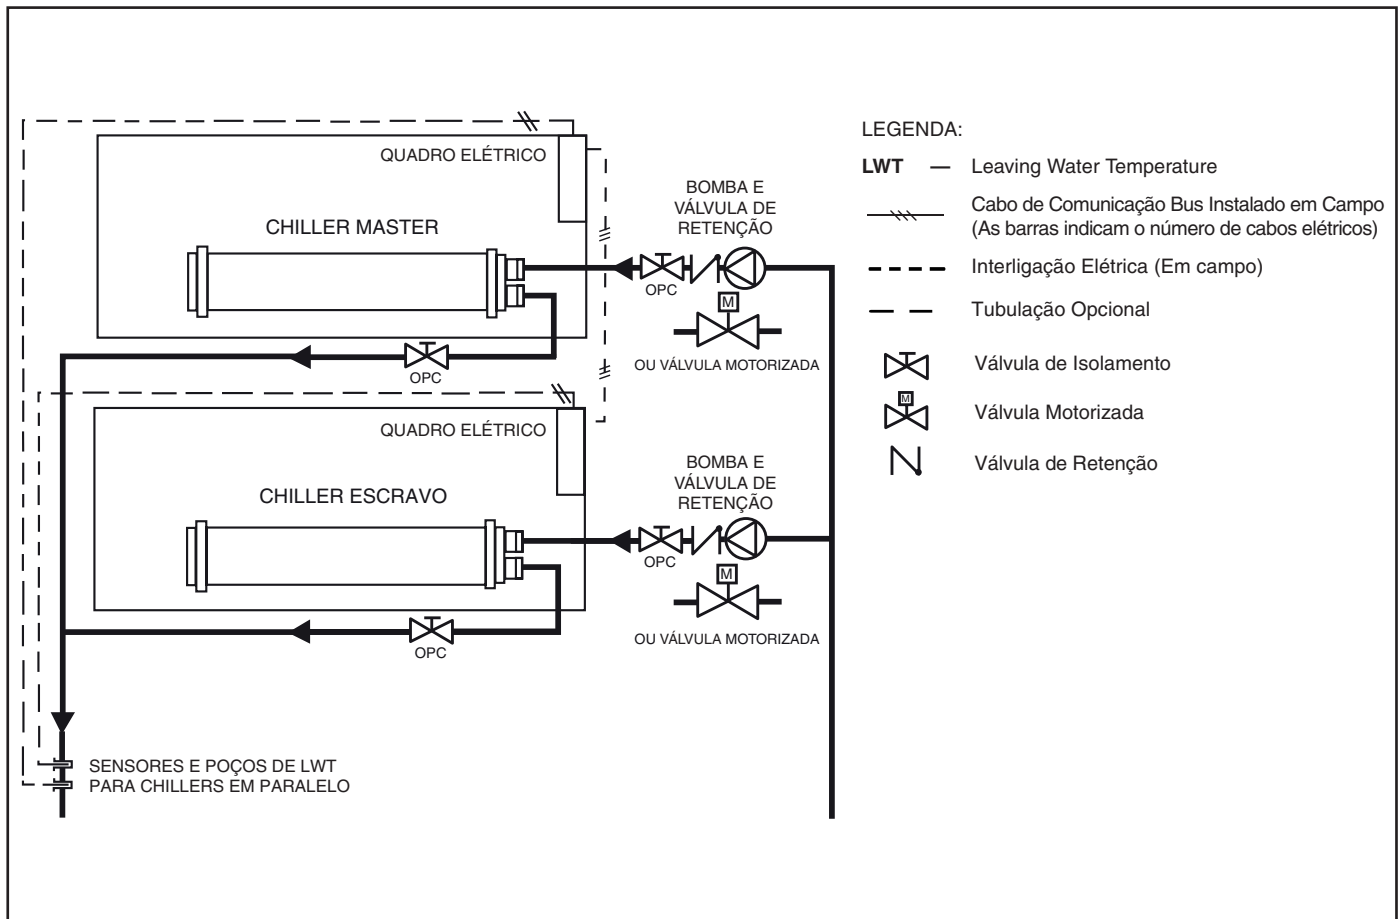 QUADRO ELÉTRICO
CHILLER MASTER
OPC
BOMBA E
VÁLVULA DE
RETENÇÃO
OPC
M
OU VÁLVULA MOTORIZADA
QUADRO ELÉTRICO
CHILLER ESCRAVO
OPC
BOMBA E
VÁLVULA DE
RETENÇÃO
OPC
M
OU VÁLVULA MOTORIZADA
SENSORES E POÇOS DE LWT
PARA CHILLERS EM PARALELO
LEGENDA:
LWT — Leaving Water Temperature
Cabo de Comunicação Bus Instalado em Campo
(As barras indicam o número de cabos elétricos)
Interligação Elétrica (Em campo)
Tubulação Opcional
Válvula de Isolamento
M Válvula Motorizada
Válvula de Retenção